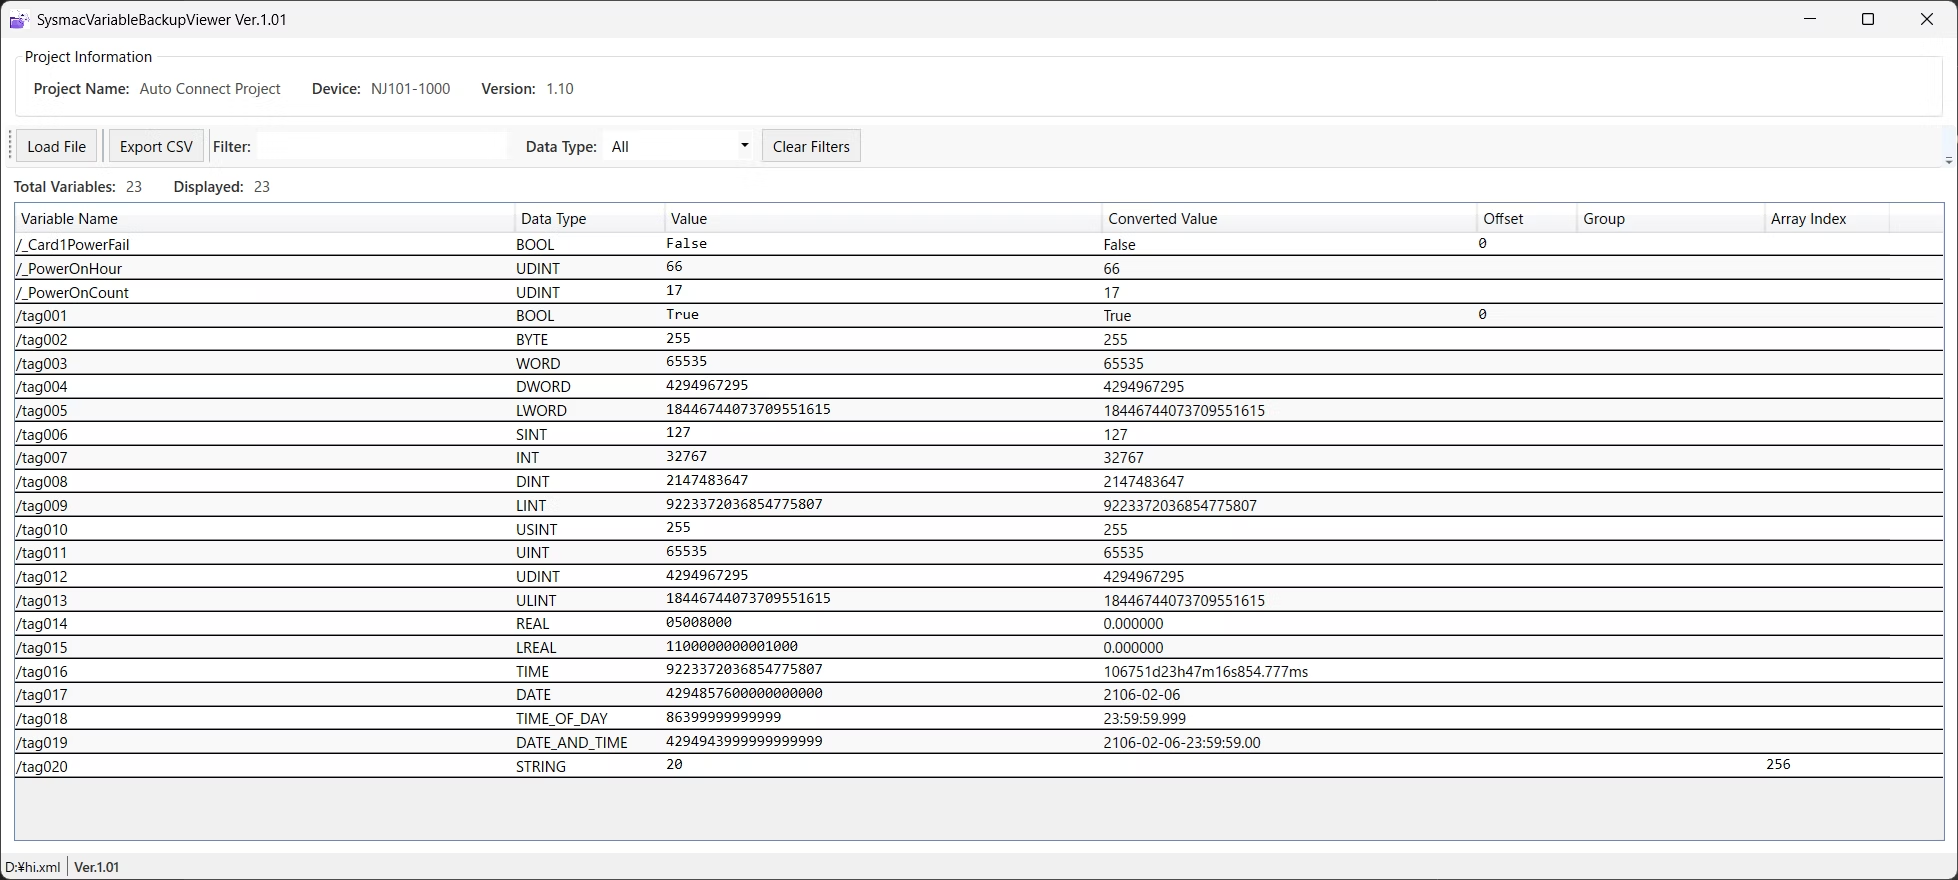 SysmacVariableBackupViewer Ver.1.01
Project Information
Project Name: Auto Connect Project Device: NJ101-1000 Version: 1.10
Load File Export CSV Filter: Data Type: All Clear Filters
Total Variables: 23 Displayed: 23
Variable Name Data Type Value Converted Value Offset Group Array Index
/_Card1PowerFail BOOL False False 0
/_PowerOnHour UDINT 66 66
/_PowerOnCount UDINT 17 17
/tag001 BOOL True True 0
/tag002 BYTE 255 255
/tag003 WORD 65535 65535
/tag004 DWORD 4294967295 4294967295
/tag005 LWORD 18446744073709551615 18446744073709551615
/tag006 SINT 127 127
/tag007 INT 32767 32767
/tag008 DINT 2147483647 2147483647
/tag009 LINT 9223372036854775807 9223372036854775807
/tag010 USINT 255 255
/tag011 UINT 65535 65535
/tag012 UDINT 4294967295 4294967295
/tag013 ULINT 18446744073709551615 18446744073709551615
/tag014 REAL 05008000 0.000000
/tag015 LREAL 1100000000001000 0.000000
/tag016 TIME 9223372036854775807 106751d23h47m16s854.777ms
/tag017 DATE 4294857600000000000 2106-02-06
/tag018 TIME_OF_DAY 86399999999999 23:59:59.999
/tag019 DATE_AND_TIME 4294943999999999999 2106-02-06-23:59:59.00
/tag020 STRING 20 256
D:¥hi.xml Ver.1.01